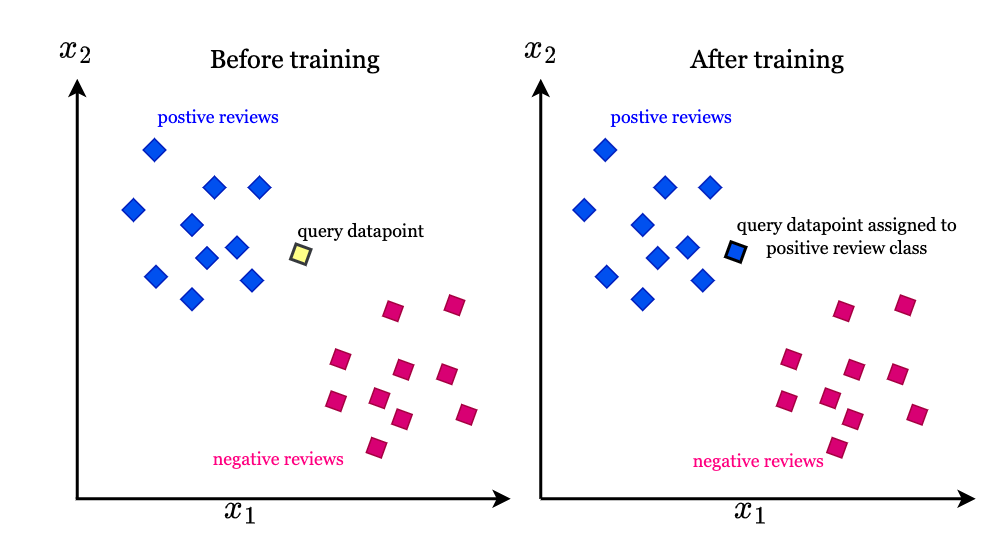 x2
Before training
postive reviews
query datapoint
negative reviews
x1
x2
After training
postive reviews
query datapoint assigned to
positive review class
negative reviews
x1